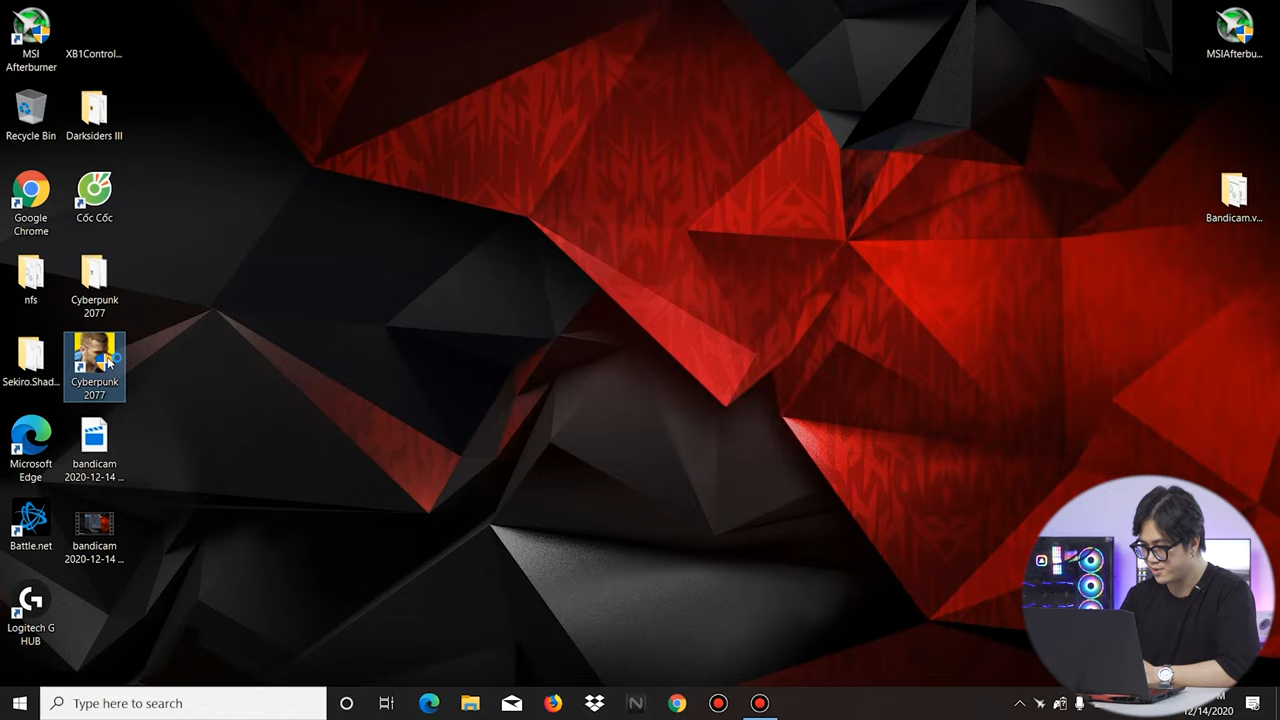 MSI
Afterburner
XB1Control...
Recycle Bin
Darksiders III
Google
Chrome
Cốc Cốc
nfs
Cyberpunk
2077
Sekiro.Shad...
Cyberpunk
2077
Microsoft
Edge
bandicam
2020-12-14 ...
Battle.net
bandicam
2020-12-14 ...
Logitech G
HUB
MSIAfterbu...
Bandicam.v...
Type here to search
M
12/14/2020